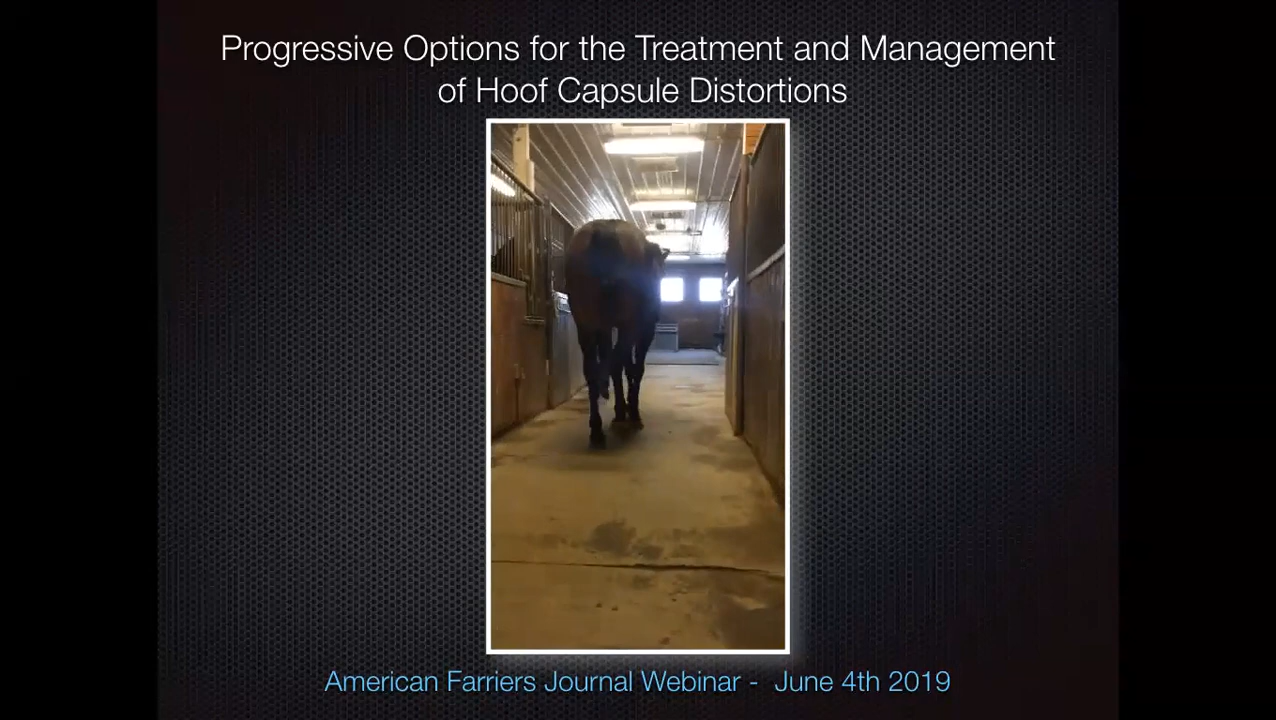 Progressive Options for the Treatment and Management
of Hoof Capsule Distortions
American Farriers Journal Webinar - June 4th 2019